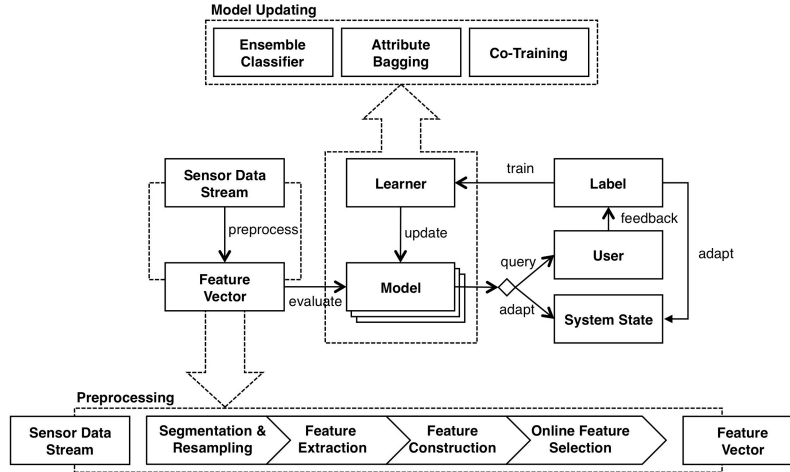 Model Updating
Ensemble
Classifier
Attribute
Bagging
Co-Training
Sensor Data
Stream
Learner
train
Label
preprocess
update
feedback
User
adapt
query
Feature
Vector
evaluate
Model
adapt
System State
Preprocessing
Sensor Data
Stream
Segmentation &
Resampling
Feature
Extraction
Feature
Construction
Online Feature
Selection
Feature
Vector